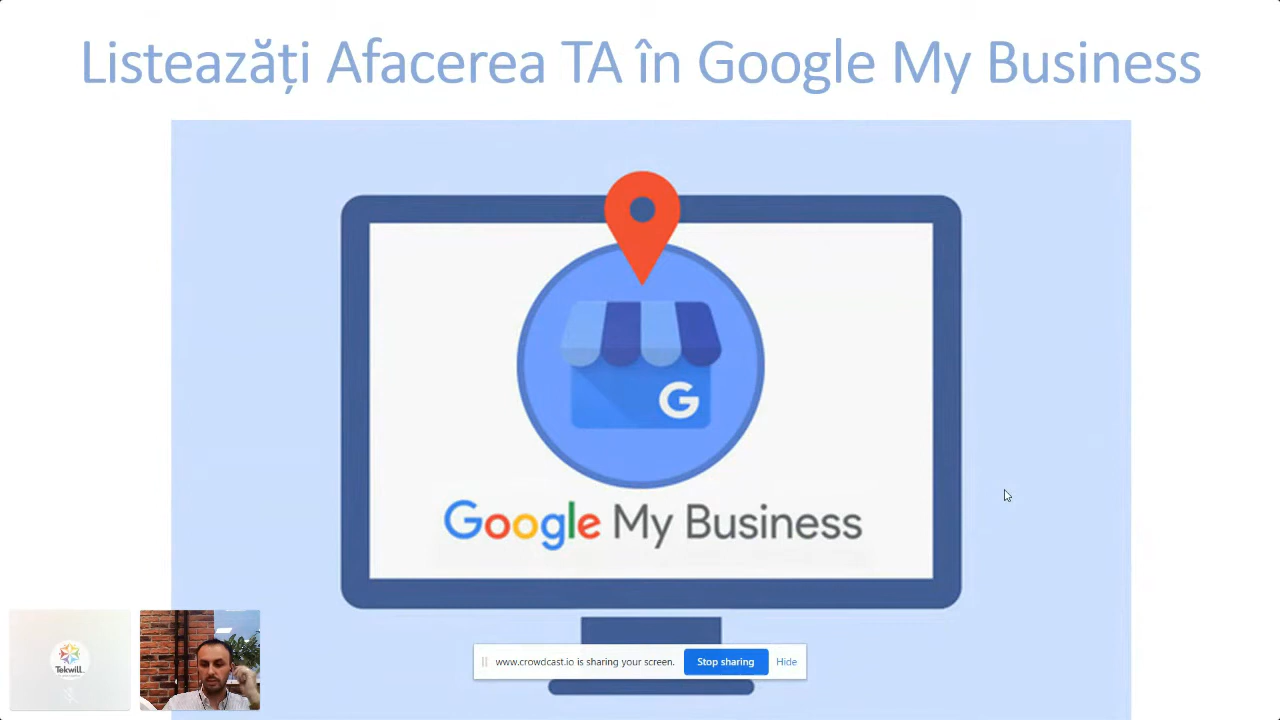 Listeazăți Afacerea TA în Google My Business
G
Google My Business
Tekwill
www.crowdcast.io is sharing your screen. Stop sharing Hide